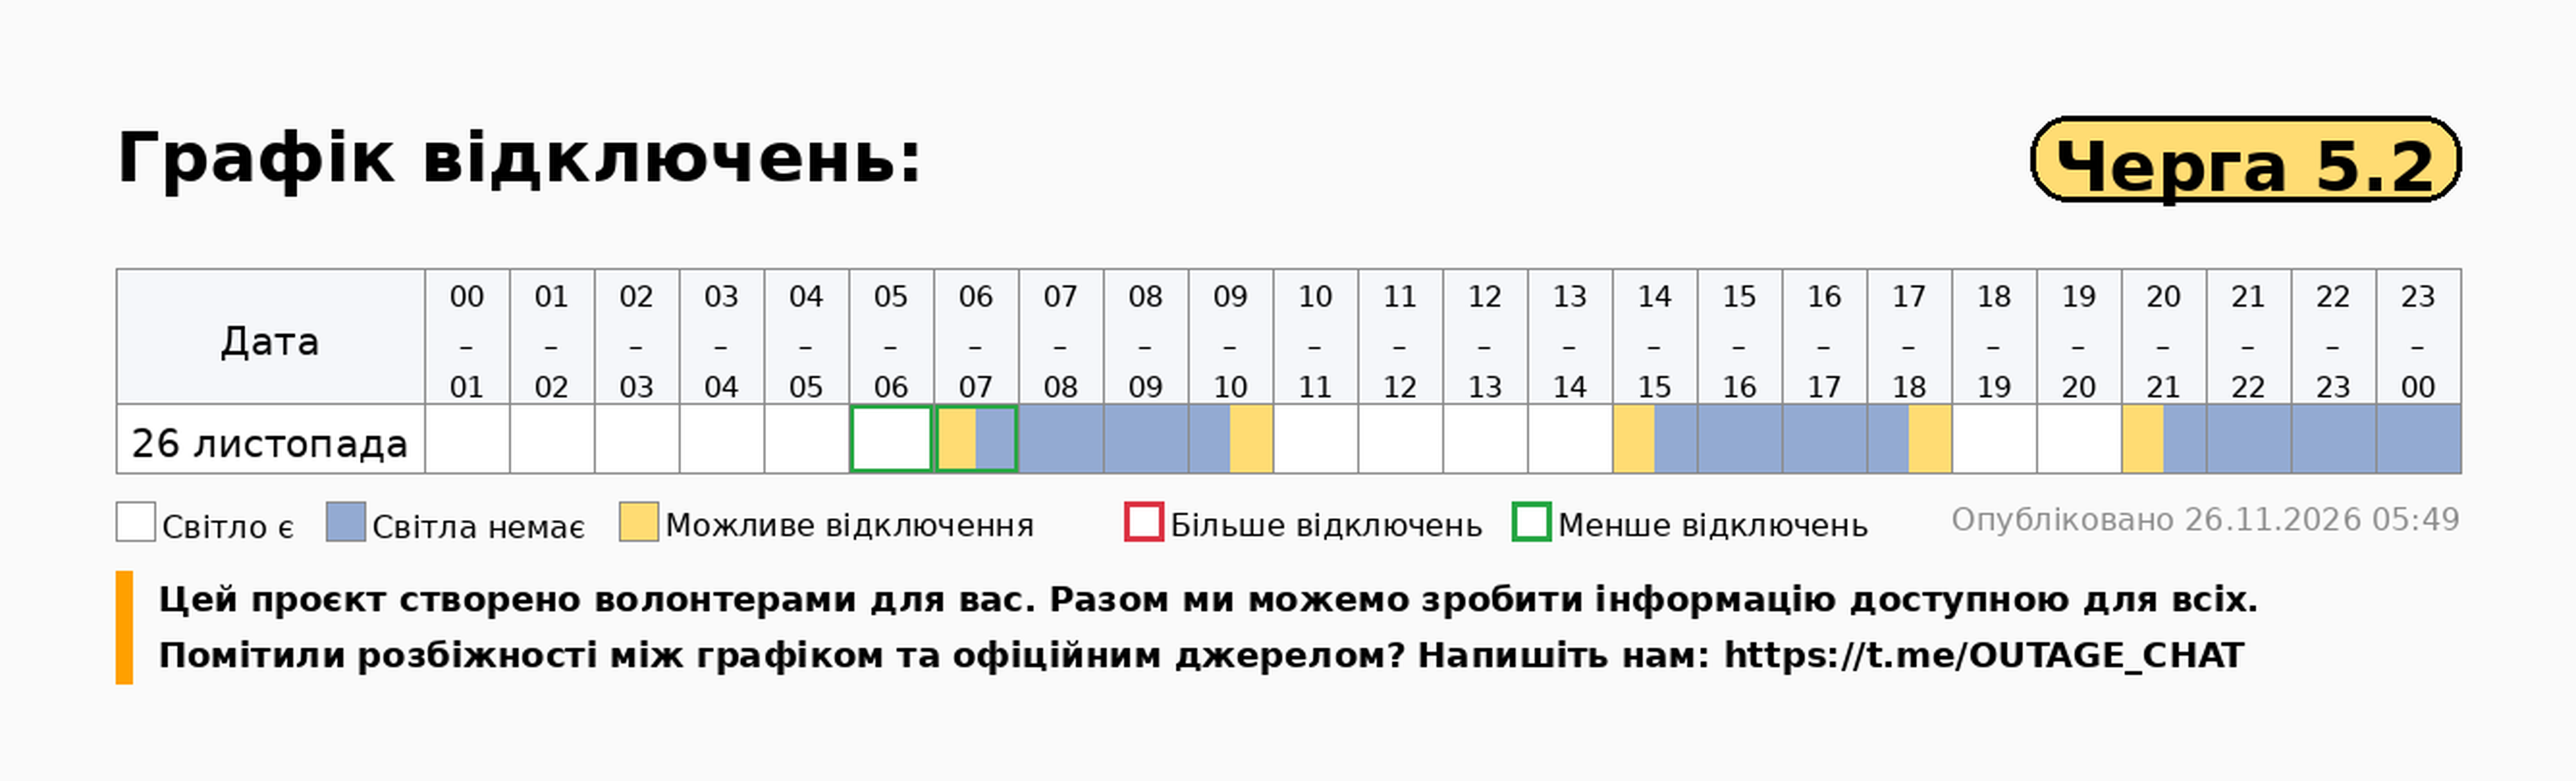 Графік відключень:
Черга 5.2
Дата
00 – 01
01 – 02
02 – 03
03 – 04
04 – 05
05 – 06
06 – 07
07 – 08
08 – 09
09 – 10
10 – 11
11 – 12
12 – 13
13 – 14
14 – 15
15 – 16
16 – 17
17 – 18
18 – 19
19 – 20
20 – 21
21 – 22
22 – 23
23 – 00
26 листопада
Світло є
Світла немає
Можливе відключення
Більше відключень
Менше відключень
Опубліковано 26.11.2026 05:49
Цей проєкт створено волонтерами для вас. Разом ми можемо зробити інформацію доступною для всіх.
Помітили розбіжності між графіком та офіційним джерелом? Напишіть нам: https://t.me/OUTAGE_CHAT